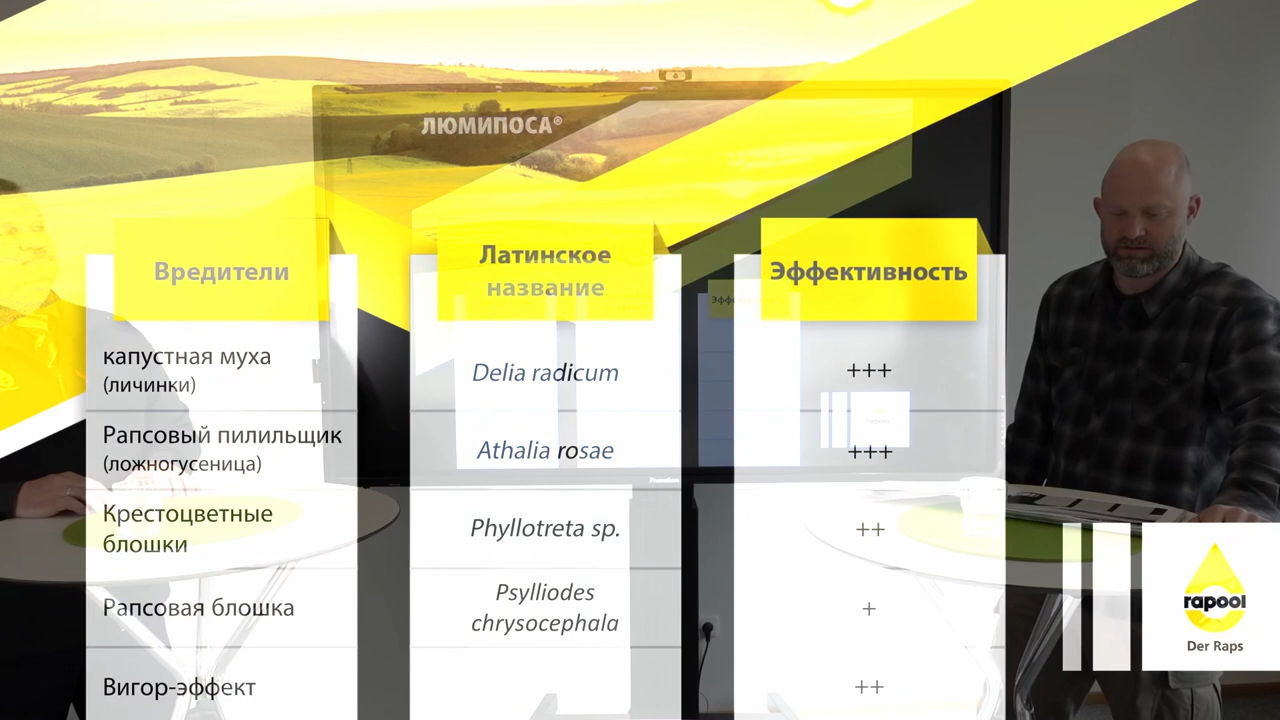 ЛЮМИПОСА®
Вредители
Латинское
название
Эффективность
капустная муха
(личинки)
Delia radicum
+++
Рапсовый пилильщик
(ложногусеница)
Athalia rosae
+++
Крестоцветные
блошки
Phyllotreta sp.
++
Рапсовая блошка
Psylliodes
chrysocephala
+
Вигор-эффект
++
rapool
Der Raps